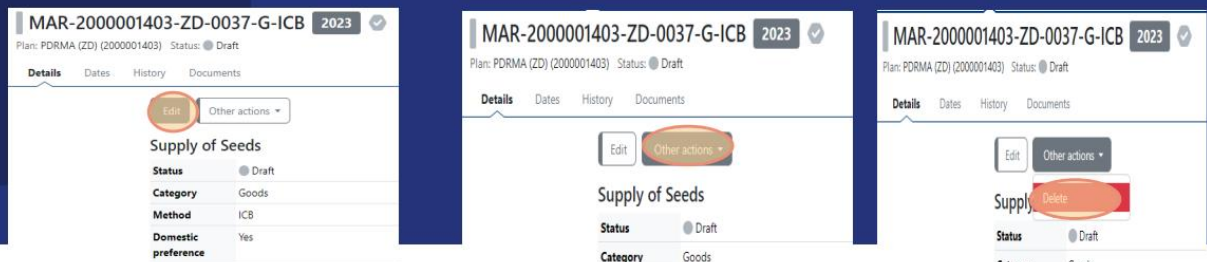 MAR-2000001403-ZD-0037-G-ICB 2023
Plan: PDRMA (ZD) (2000001403) Status: Draft
Details Dates History Documents
Edit Other actions
Supply of Seeds
Status Draft
Category Goods
Method ICB
Domestic preference Yes
MAR-2000001403-ZD-0037-G-ICB 2023
Plan: PDRMA (ZD) (2000001403) Status: Draft
Details Dates History Documents
Edit Other actions
Supply of Seeds
Status Draft
Category Goods
MAR-2000001403-ZD-0037-G-ICB 2023
Plan: PDRMA (ZD) (2000001403) Status: Draft
Details Dates History Documents
Edit Other actions
Supply Delete
Status Draft